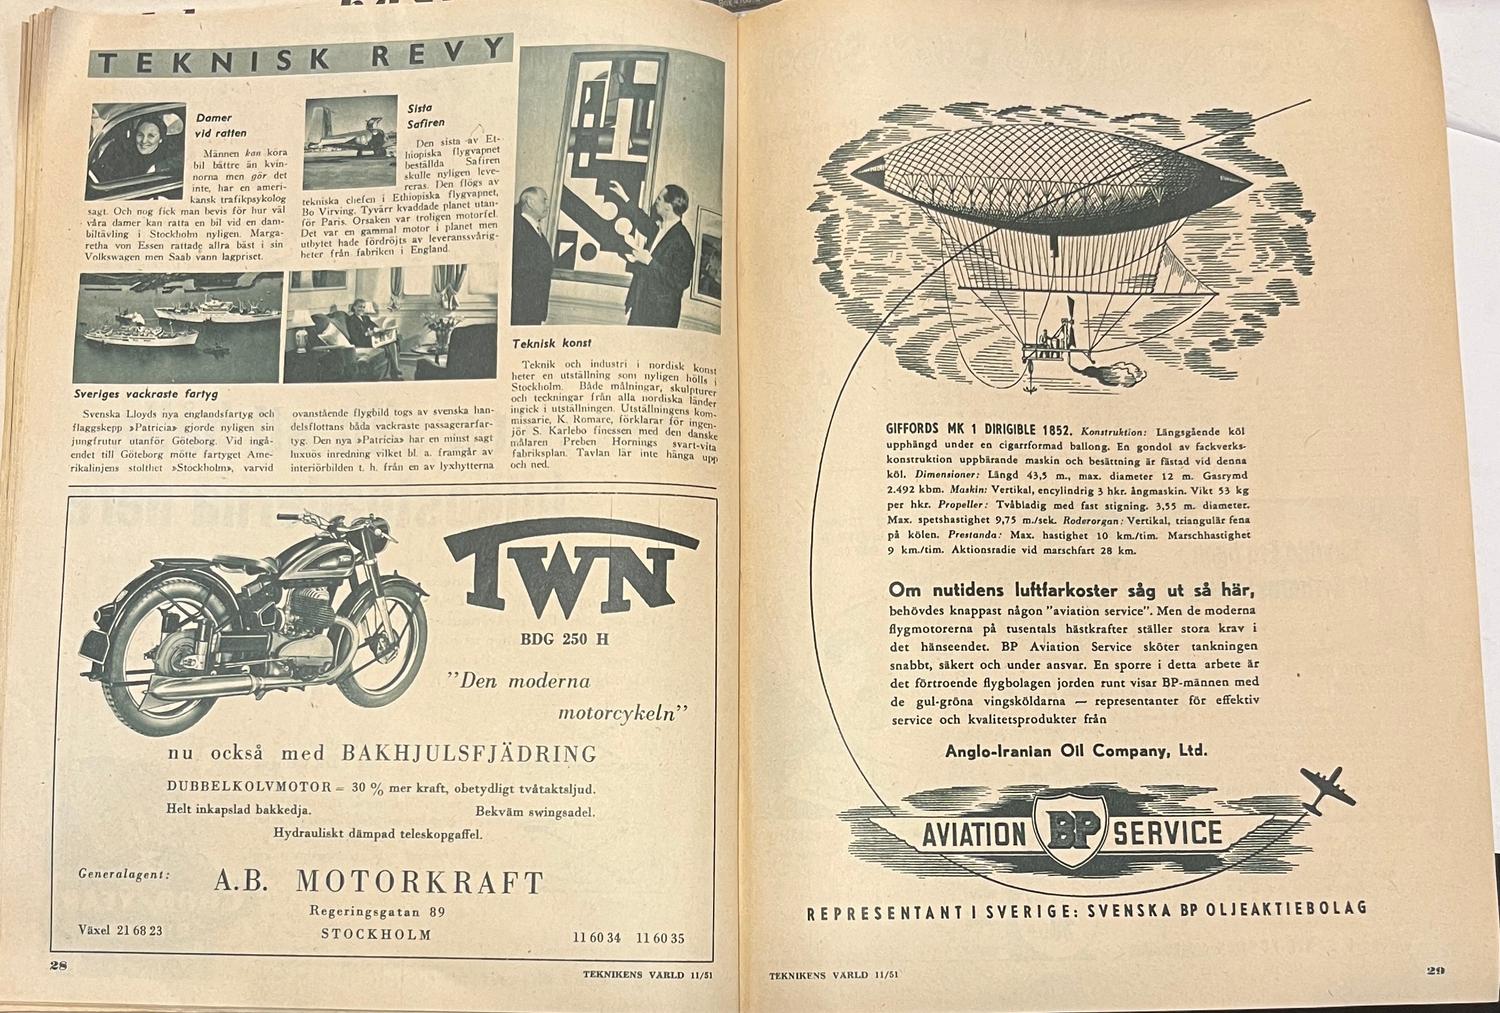 TEKNISK REVY
Damer
vid ratten
Männen kan köra
bil bättre än kvin-
norna men gör det
inte, har en ameri-
kansk trafikpsykolog
sagt. Och nog fick man bevis för hur väl
våra damer kan ratta en bil vid en dam-
biltävling i Stockholm nyligen. Marga-
retha von Essen rattade allra bäst i sin
Volkswagen men Saab vann lagpriset.
Sista
Safiren
Den sista av Et-
hiopiska flygvapnet
beställda Safiren
skulle nyligen leve-
reras. Den flögs av
tekniska chefen i Ethiopiska flygvapnet,
Bo Virving. Tyvärr kvaddade planet utan-
för Paris. Orsaken var troligen motorfel.
Det var en gammal motor i planet men
utbytet hade fördröjts av leveranssvårig-
heter från fabriken i England.
Sveriges vackraste fartyg
Svenska Lloyds nya englandsfartyg och
flaggskepp »Patricia» gjorde nyligen sin
jungfrutur utanför Göteborg. Vid ingå-
endet till Göteborg mötte fartyget Ame-
rikalinjens stolthet »Stockholm», varvid
ovanstående flygbild togs av svenska han-
delsflottans båda vackraste passagerarfar-
tyg. Den nya »Patricia» har en minst sagt
luxuös inredning vilket bl. a. framgår av
interiörbilden t. h. från en av lyxhytterna
Teknisk konst
Teknik och industri i nordisk konst
heter en utställning som nyligen hölls i
Stockholm. Både målningar, skulpturer
och teckningar från alla nordiska länder
ingick i utställningen. Utställningens kom-
missarie, K. Romare, förklarar för ingen-
jör S. Karlebo finessen med den danske
målaren Preben Hornings svart-vita
fabriksplan. Tavlan lär inte hänga upp
och ned.
TWN
BDG 250 H
"Den moderna
motorcykeln"
nu också med BAKHJULSFJÄDRING
DUBBELKOLVMOTOR = 30 % mer kraft, obetydligt tvåtaktsljud.
Helt inkapslad bakkedja. Bekväm swingsadel.
Hydrauliskt dämpad teleskopgaffel.
Generalagent: A.B. MOTORKRAFT
Regeringsgatan 89
Växel 21 68 23 STOCKHOLM 11 60 34 11 60 35
28 TEKNIKENS VÄRLD 11/51
GIFFORDS MK 1 DIRIGIBLE 1852. Konstruktion: Längsgående köl
upphängd under en cigarrformad ballong. En gondol av fackverks-
konstruktion uppbärande maskin och besättning är fästad vid denna
köl. Dimensioner: Längd 43,5 m., max. diameter 12 m. Gasrymd
2.492 kbm. Maskin: Vertikal, encylindrig 3 hkr. ångmaskin. Vikt 53 kg
per hkr. Propeller: Tvåbladig med fast stigning. 3,55 m. diameter.
Max. spetshastighet 9,75 m./sek. Roderorgan: Vertikal, triangulär fena
på kölen. Prestanda: Max. hastighet 10 km./tim. Marschhastighet
9 km./tim. Aktionsradie vid marschfart 28 km.
Om nutidens luftfarkoster såg ut så här,
behövdes knappast någon "aviation service". Men de moderna
flygmotorerna på tusentals hästkrafter ställer stora krav i
det hänseendet. BP Aviation Service sköter tankningen
snabbt, säkert och under ansvar. En sporre i detta arbete är
det förtroende flygbolagen jorden runt visar BP-männen med
de gul-gröna vingsköldarna — representanter för effektiv
service och kvalitetsprodukter från
Anglo-Iranian Oil Company, Ltd.
AVIATION BP SERVICE
REPRESENTANT I SVERIGE: SVENSKA BP OLJEAKTIEBOLAG
TEKNIKENS VÄRLD 11/51 29